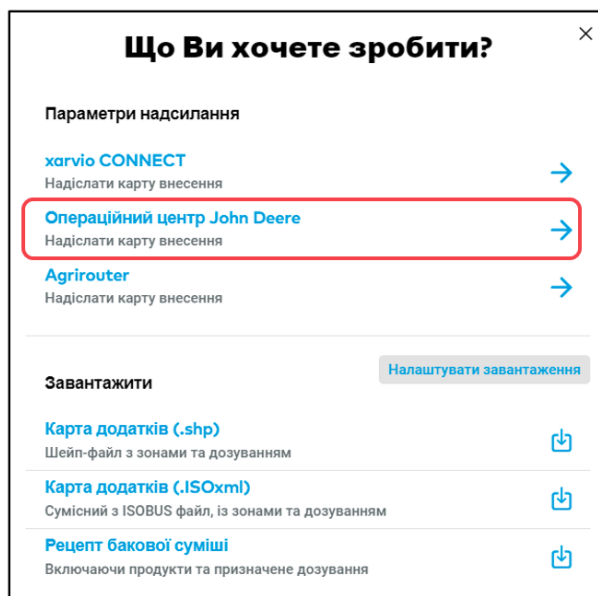 Що Ви хочете зробити?
Параметри надсилання
xarvio CONNECT
Надіслати карту внесення
Операційний центр John Deere
Надіслати карту внесення
Agrirouter
Надіслати карту внесення
Налаштувати завантаження
Завантажити
Карта додатків (.shp)
Шейп-файл з зонами та дозуванням
Карта додатків (.ISOxml)
Сумісний з ISOBUS файл, із зонами та дозуванням
Рецепт бакової суміші
Включаючи продукти та призначене дозування